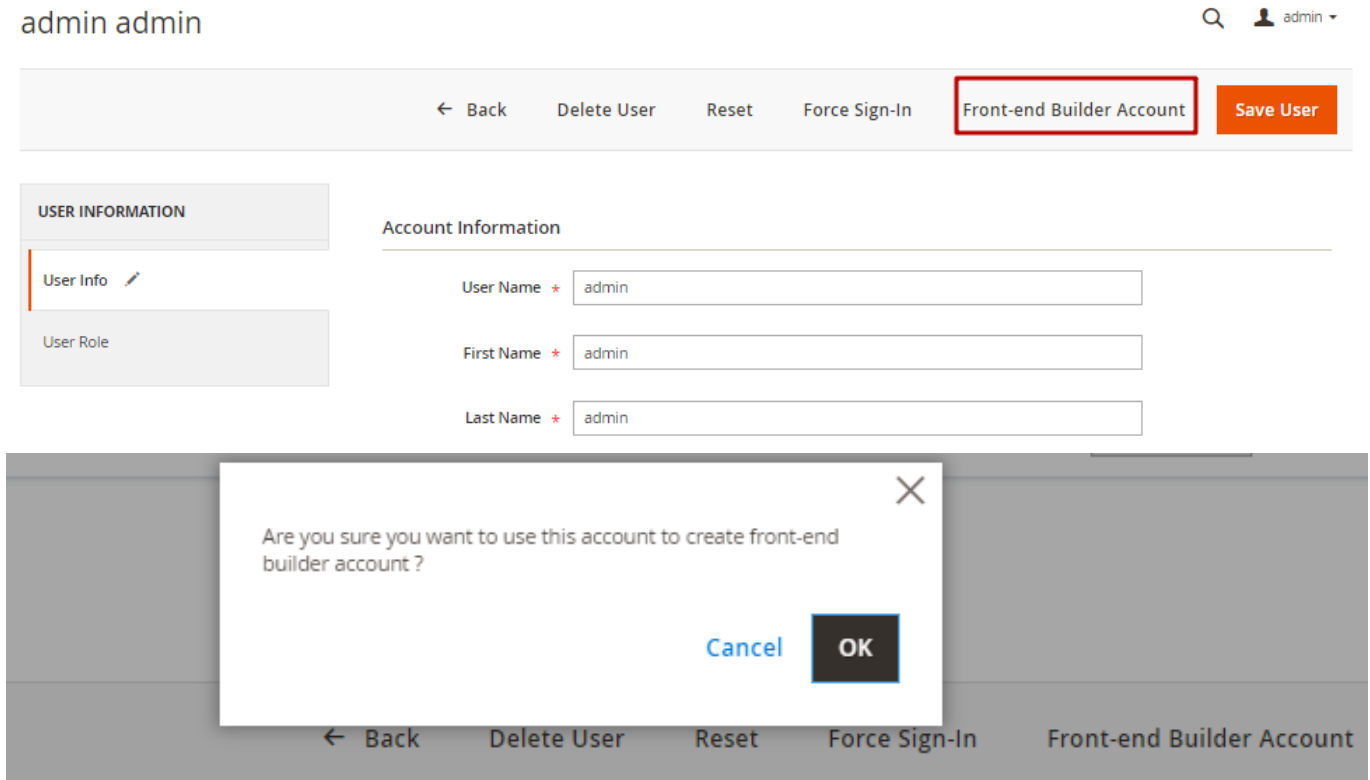 admin admin
admin
← Back Delete User Reset Force Sign-In Front-end Builder Account Save User
USER INFORMATION
User Info
User Role
Account Information
User Name * admin
First Name * admin
Last Name * admin
Are you sure you want to use this account to create front-end
builder account ?
Cancel OK
← Back Delete User Reset Force Sign-In Front-end Builder Account